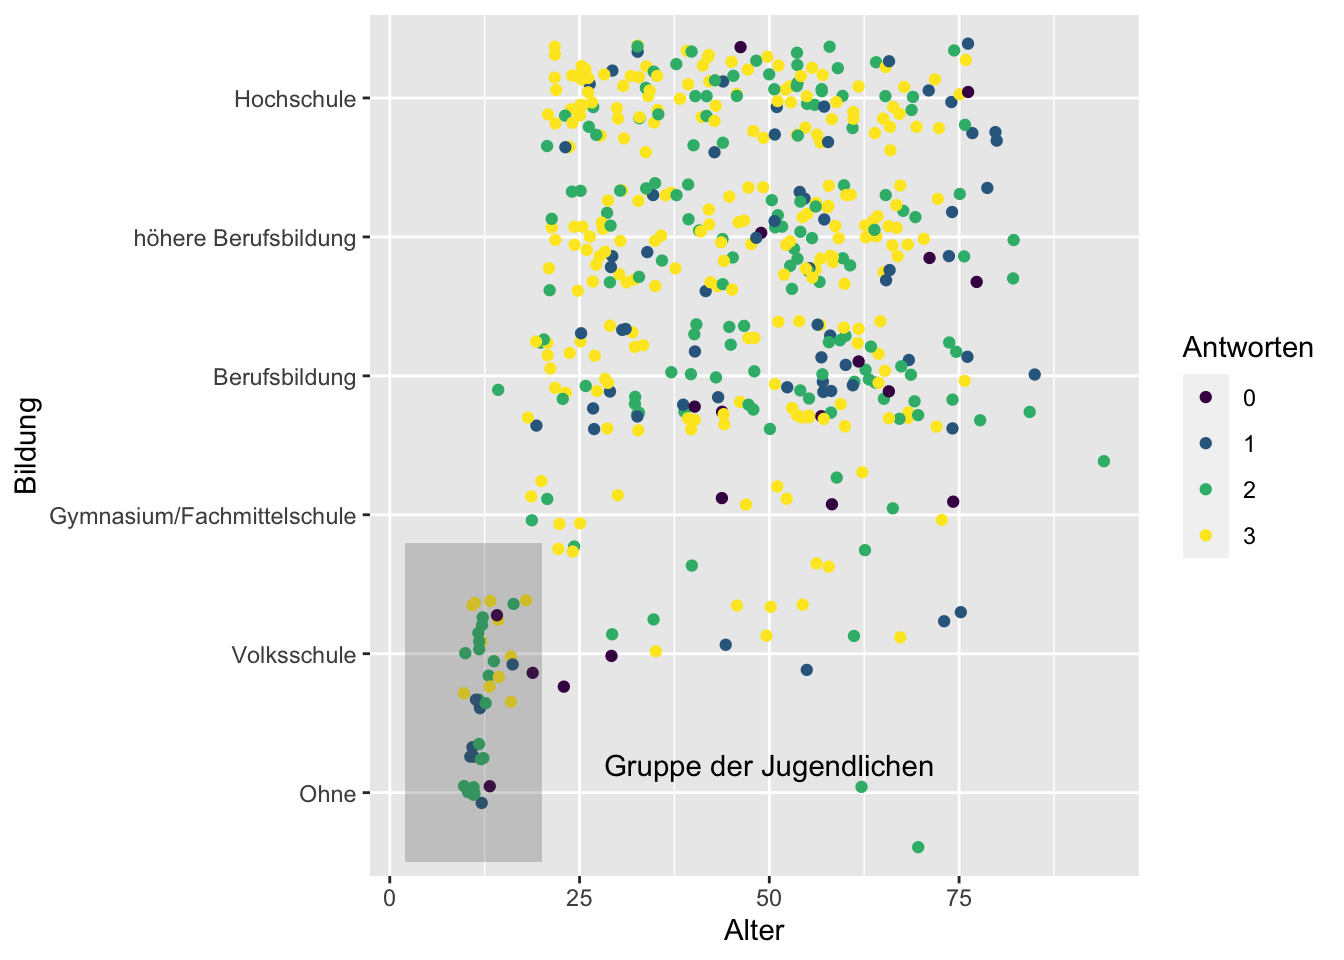 Hochschule
höhere Berufsbildung
Berufsbildung
Gymnasium/Fachmittelschule
Volksschule
Ohne
Bildung
Gruppe der Jugendlichen
0
25
50
75
Alter
Antworten
0
1
2
3